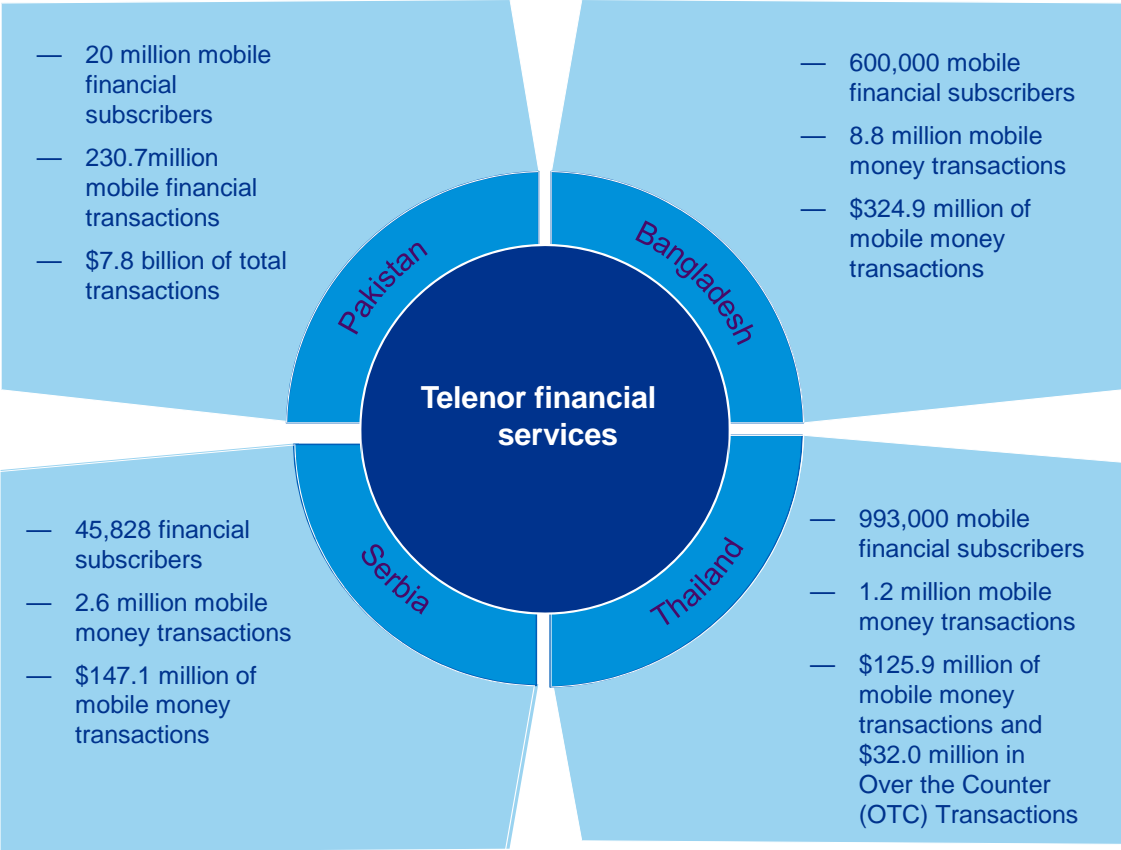 — 20 million mobile
financial
subscribers
— 230.7million
mobile financial
transactions
— $7.8 billion of total
transactions
Pakistan
— 600,000 mobile
financial subscribers
— 8.8 million mobile
money transactions
— $324.9 million of
mobile money
transactions
Bangladesh
Telenor financial
services
— 45,828 financial
subscribers
— 2.6 million mobile
money transactions
— $147.1 million of
mobile money
transactions
Serbia
— 993,000 mobile
financial subscribers
— 1.2 million mobile
money transactions
— $125.9 million of
mobile money
transactions and
$32.0 million in
Over the Counter
(OTC) Transactions
Thailand